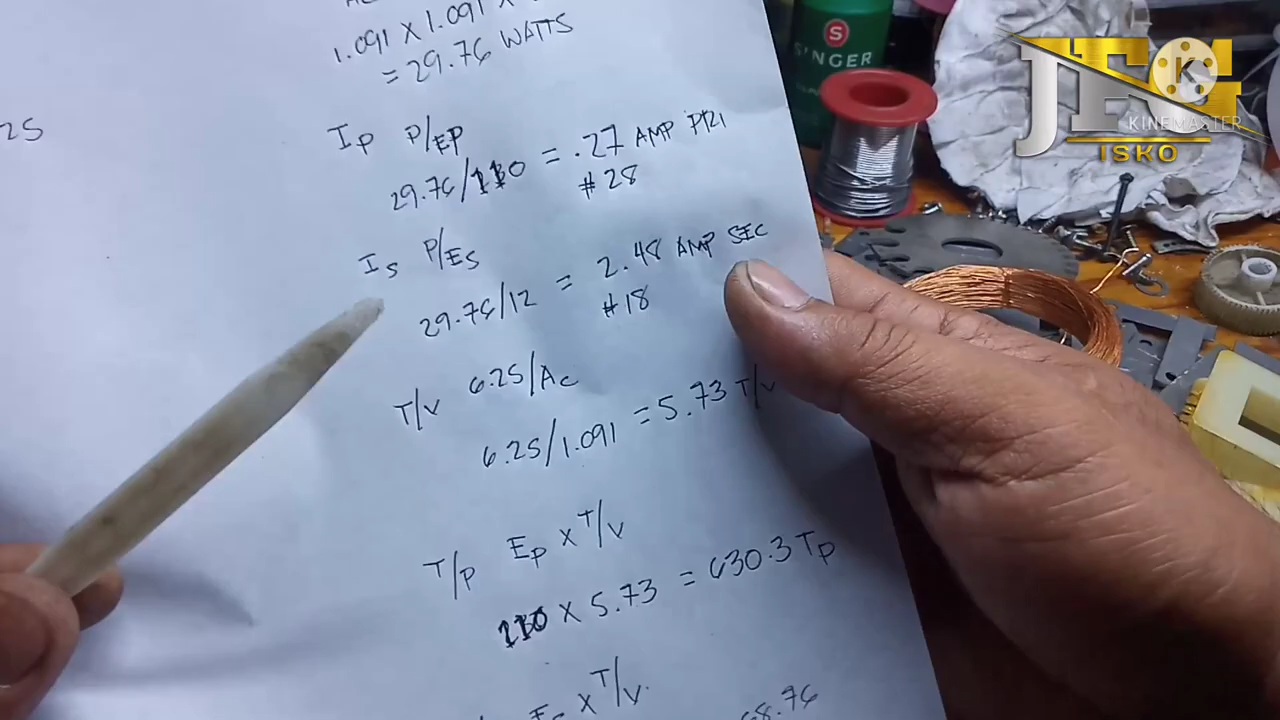 1.091 X 1.091 X
= 29.76 WATTS
25
IP P/EP
29.76/110 = .27 AMP PRI
#28
IS P/ES
29.76/12 = 2.48 AMP SEC
#18
T/V 6.25/AC
6.25/1.091 = 5.73 T/V
T/P EP X T/V
110 X 5.73 = 630.3 TP
X T/V.
68.76
S
SINGER
JEG
K
KINEMASTER
ISKO